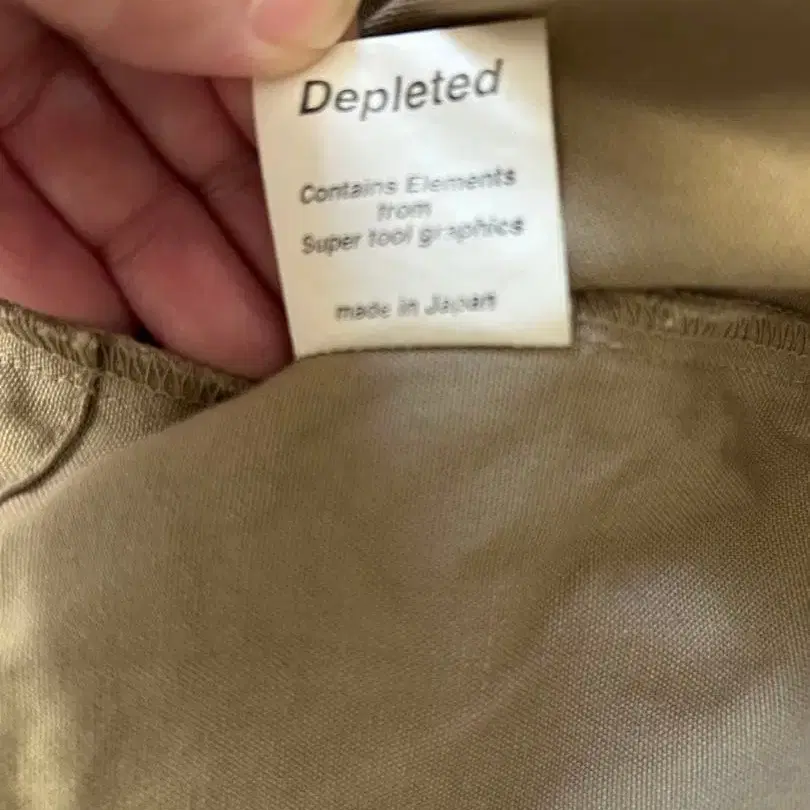 Depleted
Contains Elements
from
Super tool graphics
made in Japan